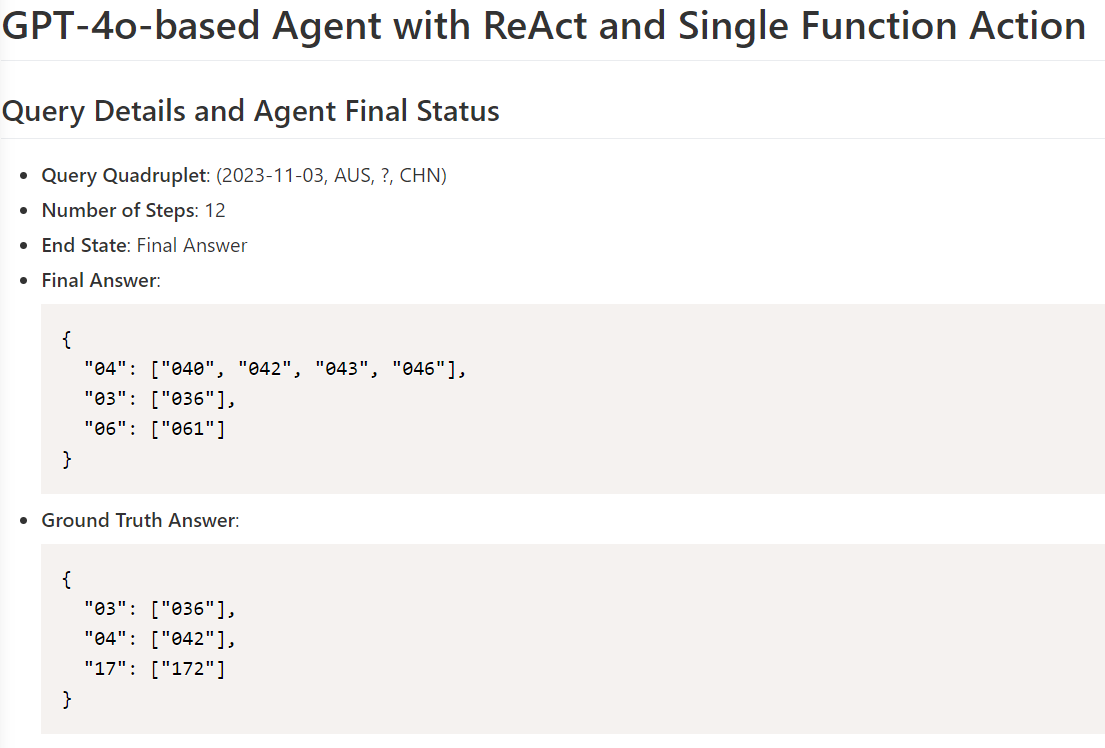 GPT-4o-based Agent with ReAct and Single Function Action
Query Details and Agent Final Status
• Query Quadruplet: (2023-11-03, AUS, ?, CHN)
• Number of Steps: 12
• End State: Final Answer
• Final Answer:
{
  "04": ["040", "042", "043", "046"],
  "03": ["036"],
  "06": ["061"]
}
• Ground Truth Answer:
{
  "03": ["036"],
  "04": ["042"],
  "17": ["172"]
}